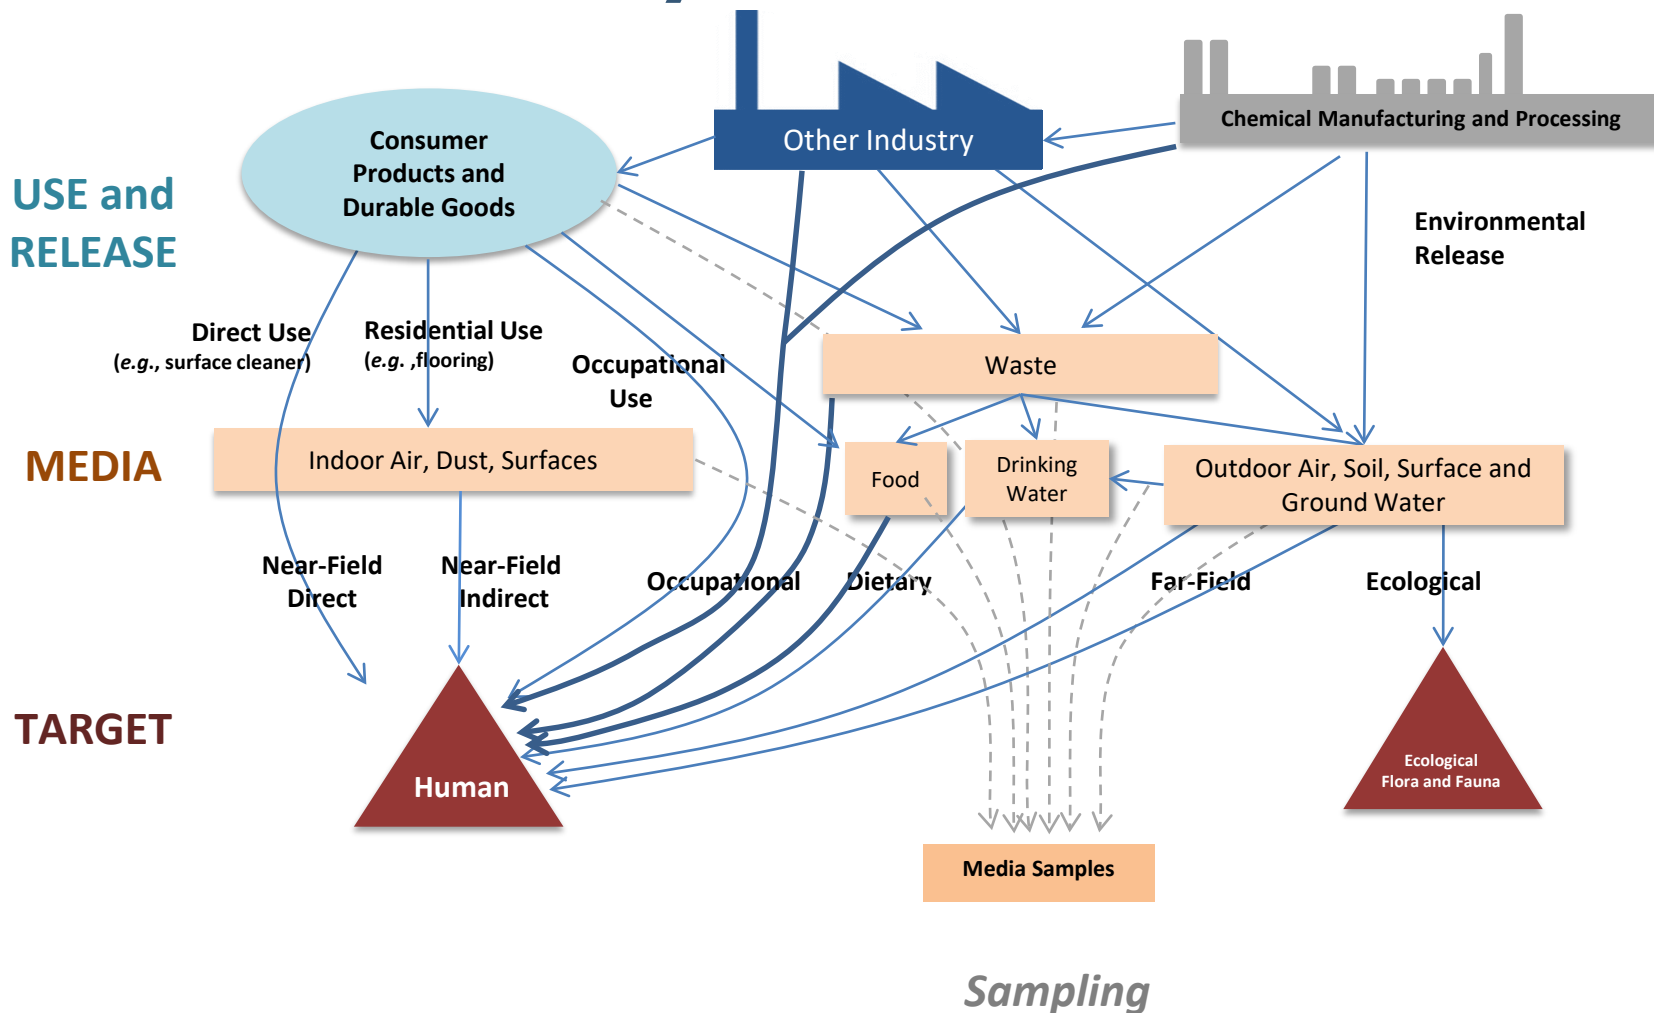 Consumer
Products and
Durable Goods
Other Industry
Chemical Manufacturing and Processing
USE and
RELEASE
Environmental
Release
Direct Use
(e.g., surface cleaner)
Residential Use
(e.g. ,flooring)
Occupational
Use
Waste
MEDIA
Indoor Air, Dust, Surfaces
Food
Drinking
Water
Outdoor Air, Soil, Surface and
Ground Water
Near-Field
Direct
Near-Field
Indirect
Occupational
Dietary
Far-Field
Ecological
TARGET
Human
Ecological
Flora and Fauna
Media Samples
Sampling